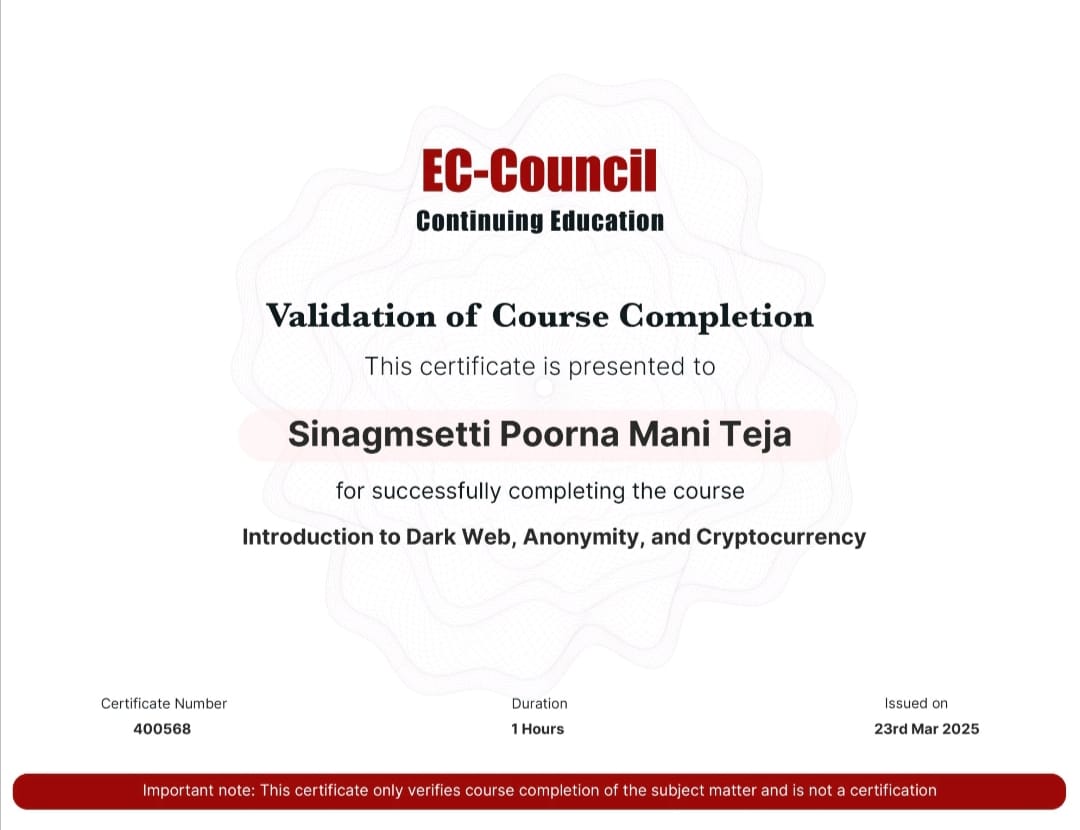 EC-Council
Continuing Education
Validation of Course Completion
This certificate is presented to
Sinagmsetti Poorna Mani Teja
for successfully completing the course
Introduction to Dark Web, Anonymity, and Cryptocurrency
Certificate Number
400568
Duration
1 Hours
Issued on
23rd Mar 2025
Important note: This certificate only verifies course completion of the subject matter and is not a certification